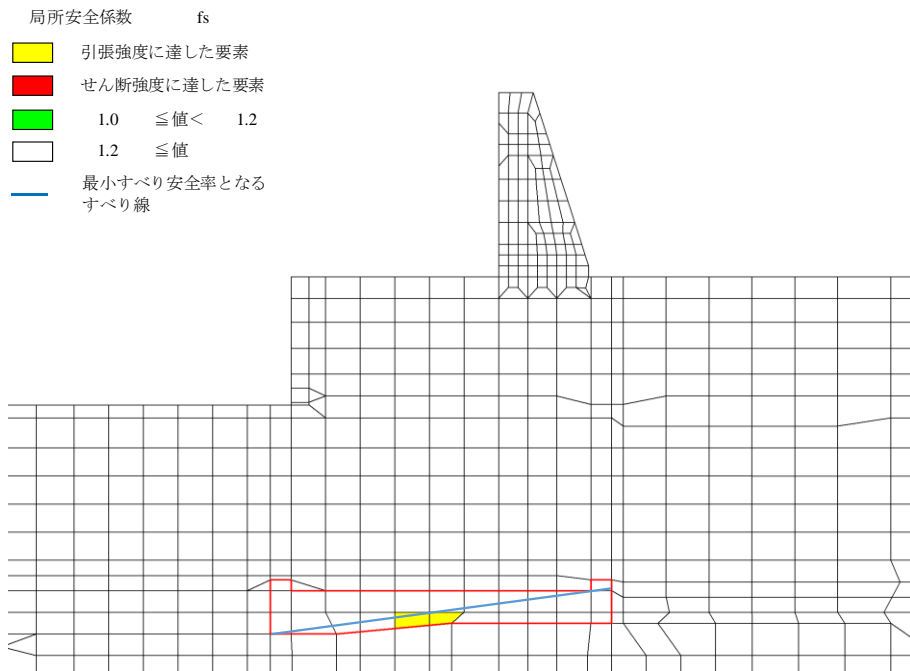 局所安全係数 fs
引張強度に達した要素
せん断強度に達した要素
1.0 ≦値< 1.2
1.2 ≦値
最小すべり安全率となる
すべり線